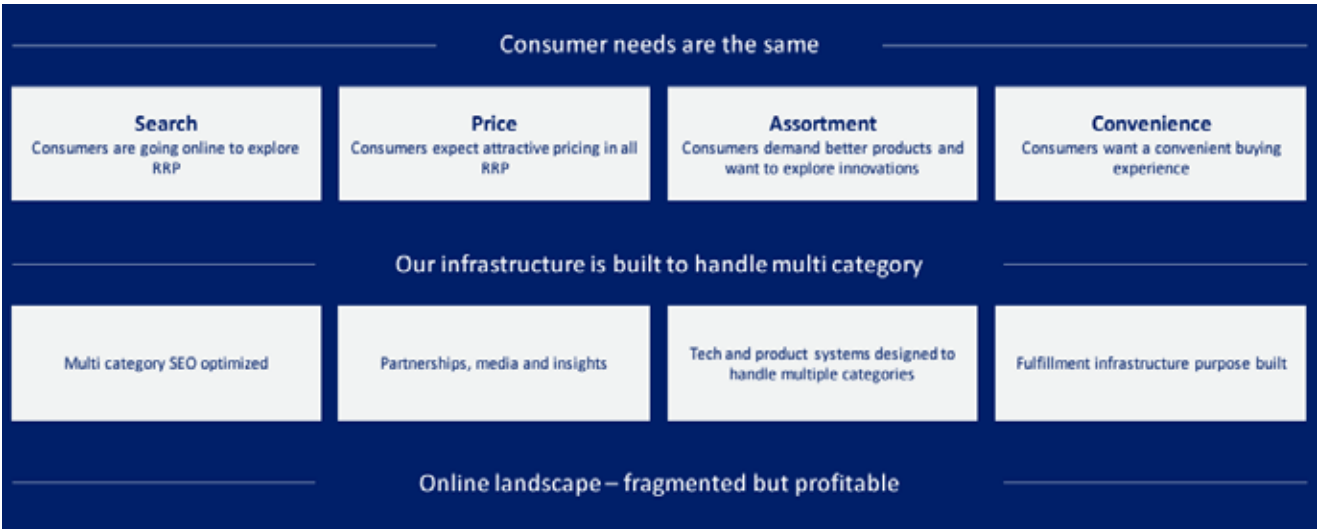 Consumer needs are the same
Search
Consumers are going online to explore
RRP
Price
Consumers expect attractive pricing in all
RRP
Assortment
Consumers demand better products and
want to explore innovations
Convenience
Consumers want a convenient buying
experience
Our infrastructure is built to handle multi category
Multi category SEO optimized
Partnerships, media and insights
Tech and product systems designed to
handle multiple categories
Fulfillment infrastructure purpose built
Online landscape – fragmented but profitable